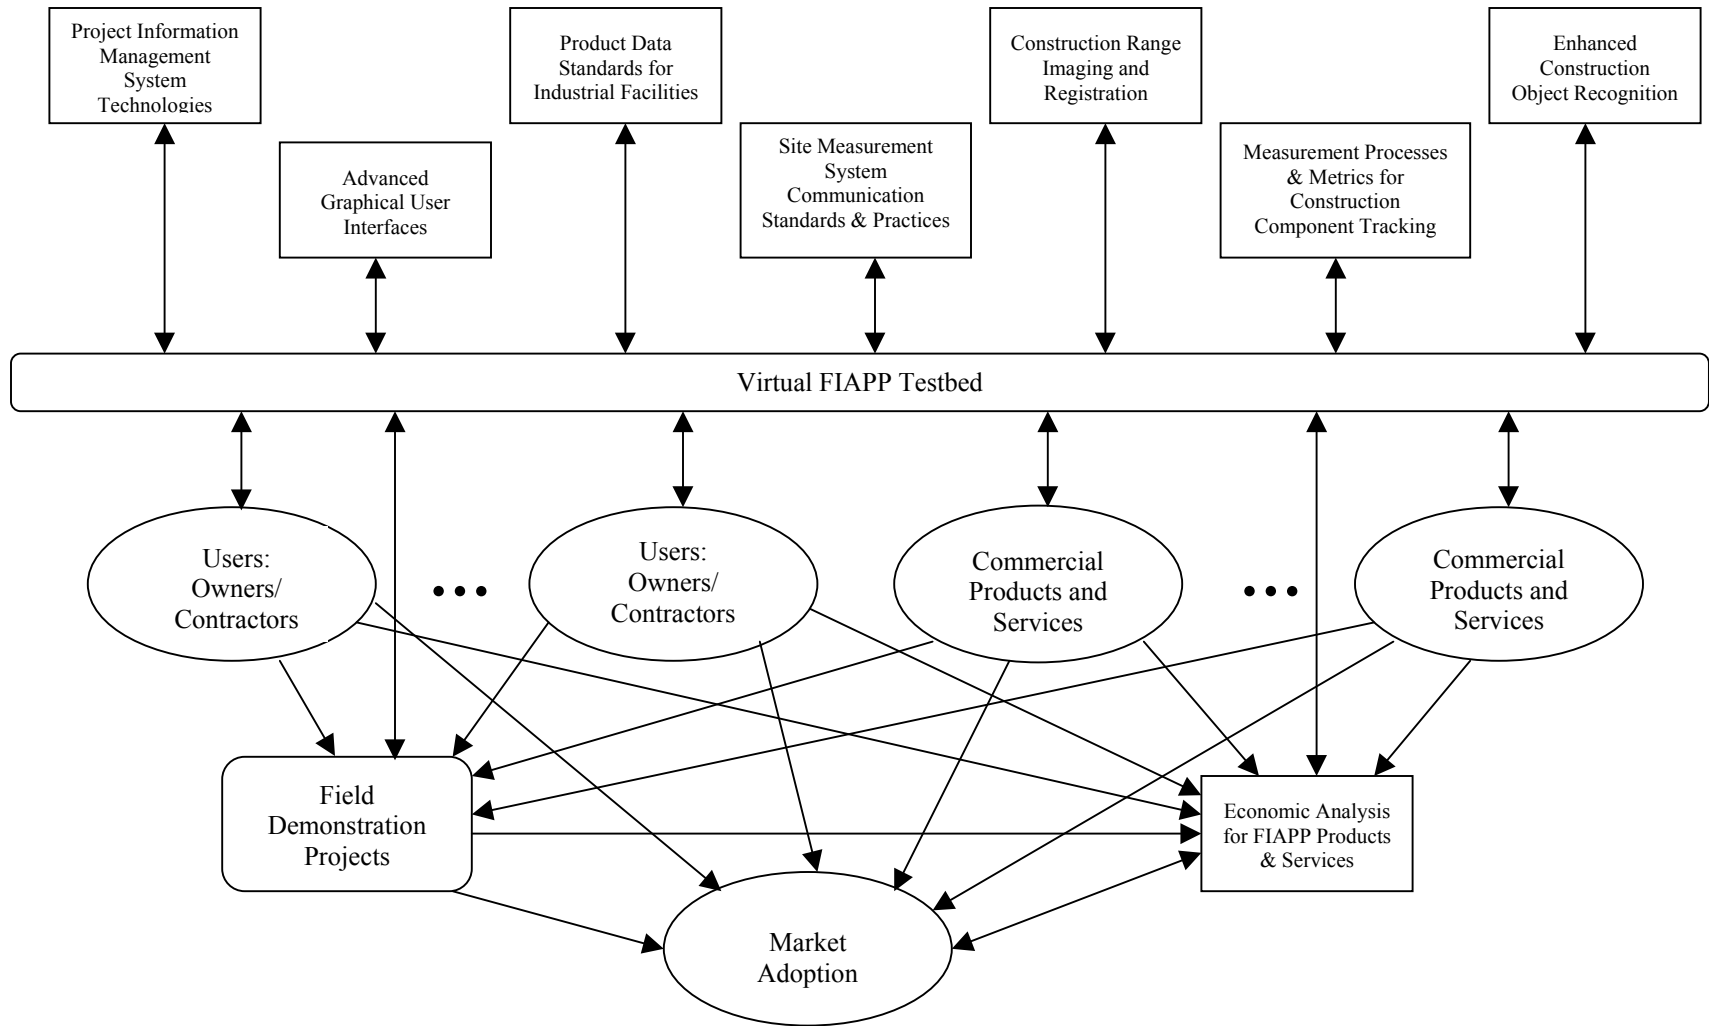 Project Information
Management
System
Technologies
Product Data
Standards for
Industrial Facilities
Construction Range
Imaging and
Registration
Enhanced
Construction
Object Recognition
Advanced
Graphical User
Interfaces
Site Measurement
System
Communication
Standards & Practices
Measurement Processes
& Metrics for
Construction
Component Tracking
Virtual FIAPP Testbed
Users:
Owners/
Contractors
Users:
Owners/
Contractors
Commercial
Products and
Services
Commercial
Products and
Services
Field
Demonstration
Projects
Economic Analysis
for FIAPP Products
& Services
Market
Adoption